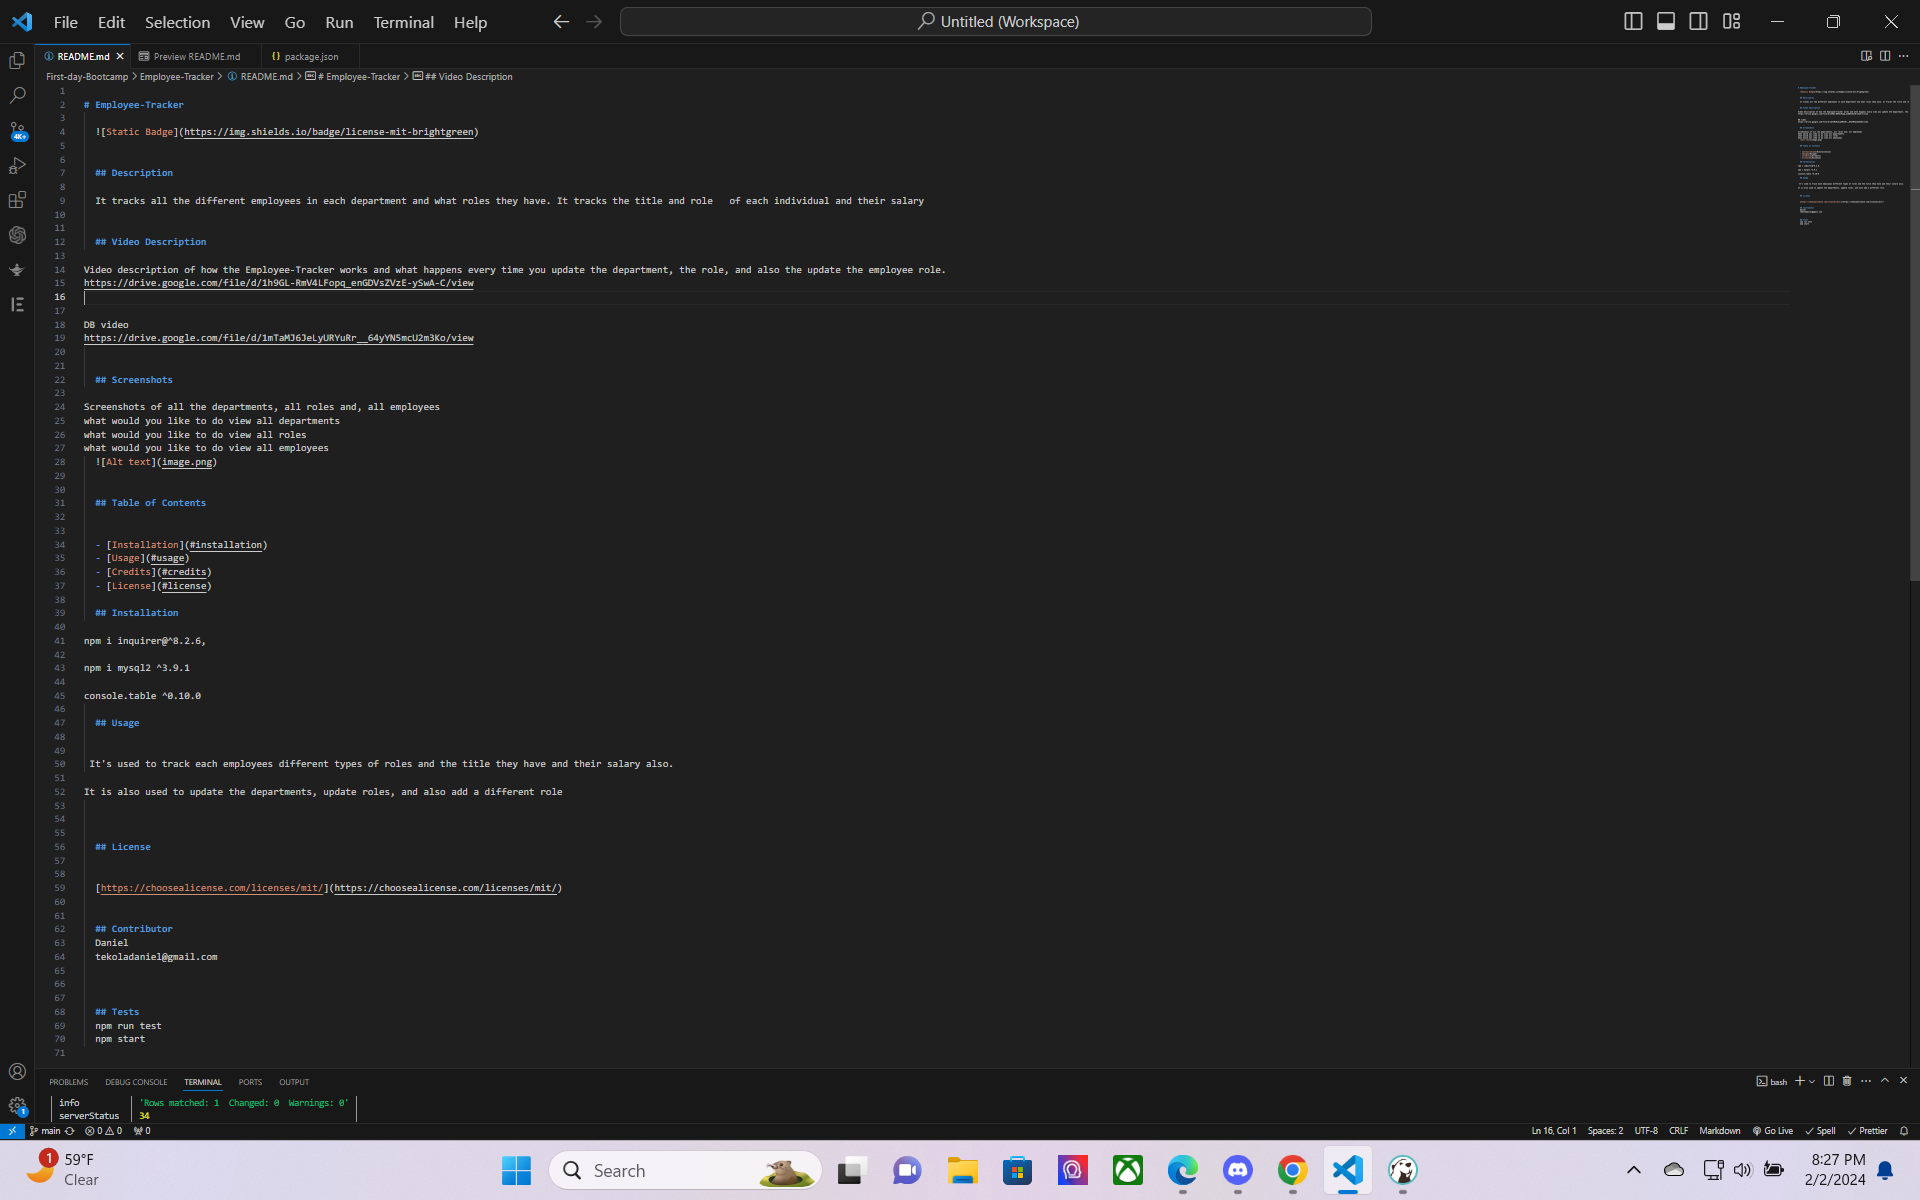 File Edit Selection View Go Run Terminal Help
Untitled (Workspace)
README.md Preview README.md package.json
First-day-Bootcamp > Employee-Tracker > README.md > # Employee-Tracker > ## Video Description
1
2 # Employee-Tracker
3
4 ![Static Badge](https://img.shields.io/badge/license-mit-brightgreen)
5
6
7 ## Description
8
9 It tracks all the different employees in each department and what roles they have. It tracks the title and role of each individual and their salary
10
11
12 ## Video Description
13
14 Video description of how the Employee-Tracker works and what happens every time you update the department, the role, and also the update the employee role.
15 https://drive.google.com/file/d/1h9GL-RmV4LFopq_enGDVsZVzE-ySwA-C/view
16
17
18 DB video
19 https://drive.google.com/file/d/1mTaMJ6JeLyURYuRr__64yYN5mcU2m3Ko/view
20
21
22 ## Screenshots
23
24 Screenshots of all the departments, all roles and, all employees
25 what would you like to do view all departments
26 what would you like to do view all roles
27 what would you like to do view all employees
28 ![Alt text](image.png)
29
30
31 ## Table of Contents
32
33
34 - [Installation](#installation)
35 - [Usage](#usage)
36 - [Credits](#credits)
37 - [License](#license)
38
39 ## Installation
40
41 npm i inquirer@^8.2.6,
42
43 npm i mysql2 ^3.9.1
44
45 console.table ^0.10.0
46
47 ## Usage
48
49
50 It's used to track each employees different types of roles and the title they have and their salary also.
51
52 It is also used to update the departments, update roles, and also add a different role
53
54
55
56 ## License
57
58
59 [https://choosealicense.com/licenses/mit/](https://choosealicense.com/licenses/mit/)
60
61
62 ## Contributor
63 Daniel
64 tekoladaniel@gmail.com
65
66
67
68 ## Tests
69 npm run test
70 npm start
71
4K+
PROBLEMS DEBUG CONSOLE TERMINAL PORTS OUTPUT
bash
info 'Rows matched: 1 Changed: 0 Warnings: 0'
serverStatus 34
1
main 0 0 0
Ln 16, Col 1 Spaces: 2 UTF-8 CRLF Markdown Go Live Spell Prettier
1
59°F
Clear
Search
8:27 PM
2/2/2024